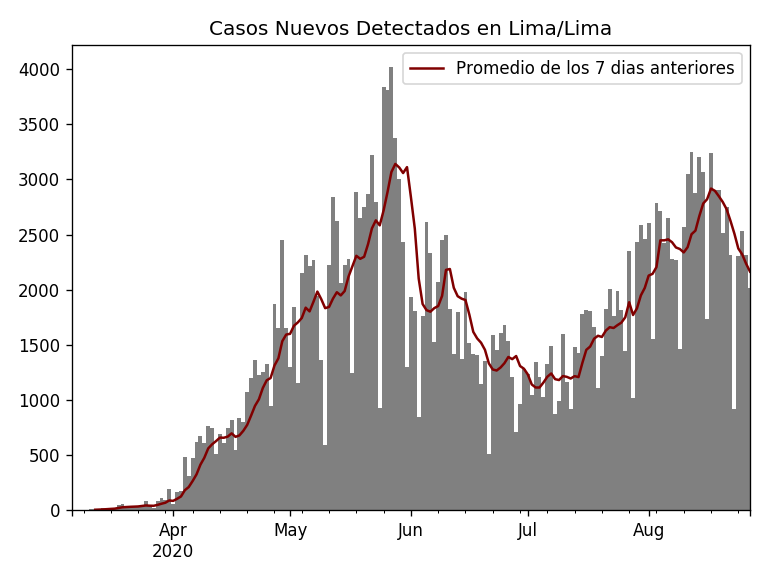 Casos Nuevos Detectados en Lima/Lima
Promedio de los 7 dias anteriores
4000
3500
3000
2500
2000
1500
1000
500
0
Apr
May
Jun
Jul
Aug
2020